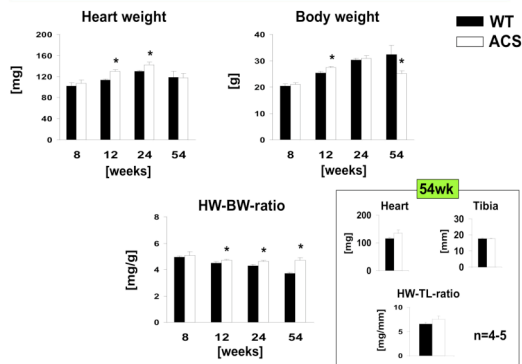 Heart weight
Body weight
WT
ACS
[mg]
200
160
120
80
40
0
*
*
8 12 24 54
[weeks]
[g]
40
30
20
10
0
*
*
8 12 24 54
[weeks]
HW-BW-ratio
[mg/g]
8
6
4
2
0
*
*
*
8 12 24 54
[weeks]
54wk
Heart
[mg]
200
100
0
Tibia
[mm]
30
20
10
0
HW-TL-ratio
[mg/mm]
10
5
0
n=4-5